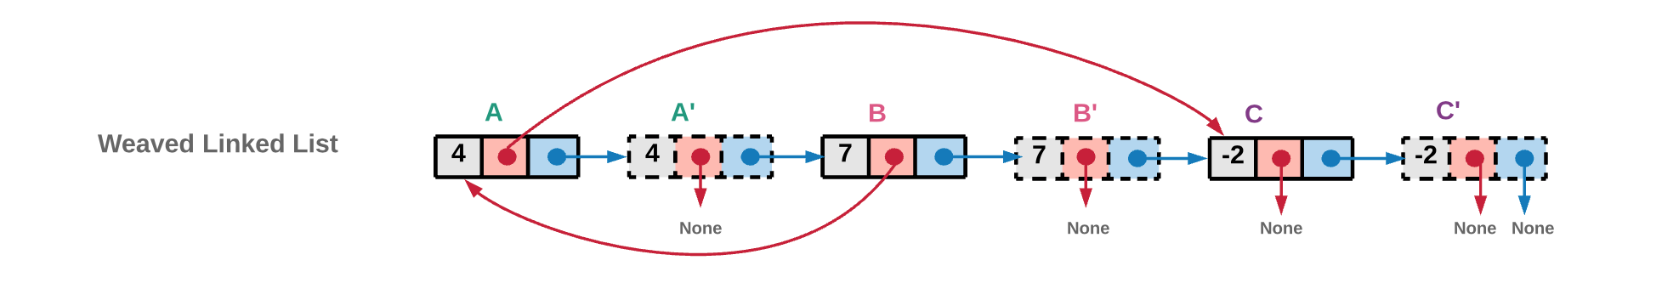 A A' B B' C C'
Weaved Linked List
4 4 7 7 -2 -2
None None None None None